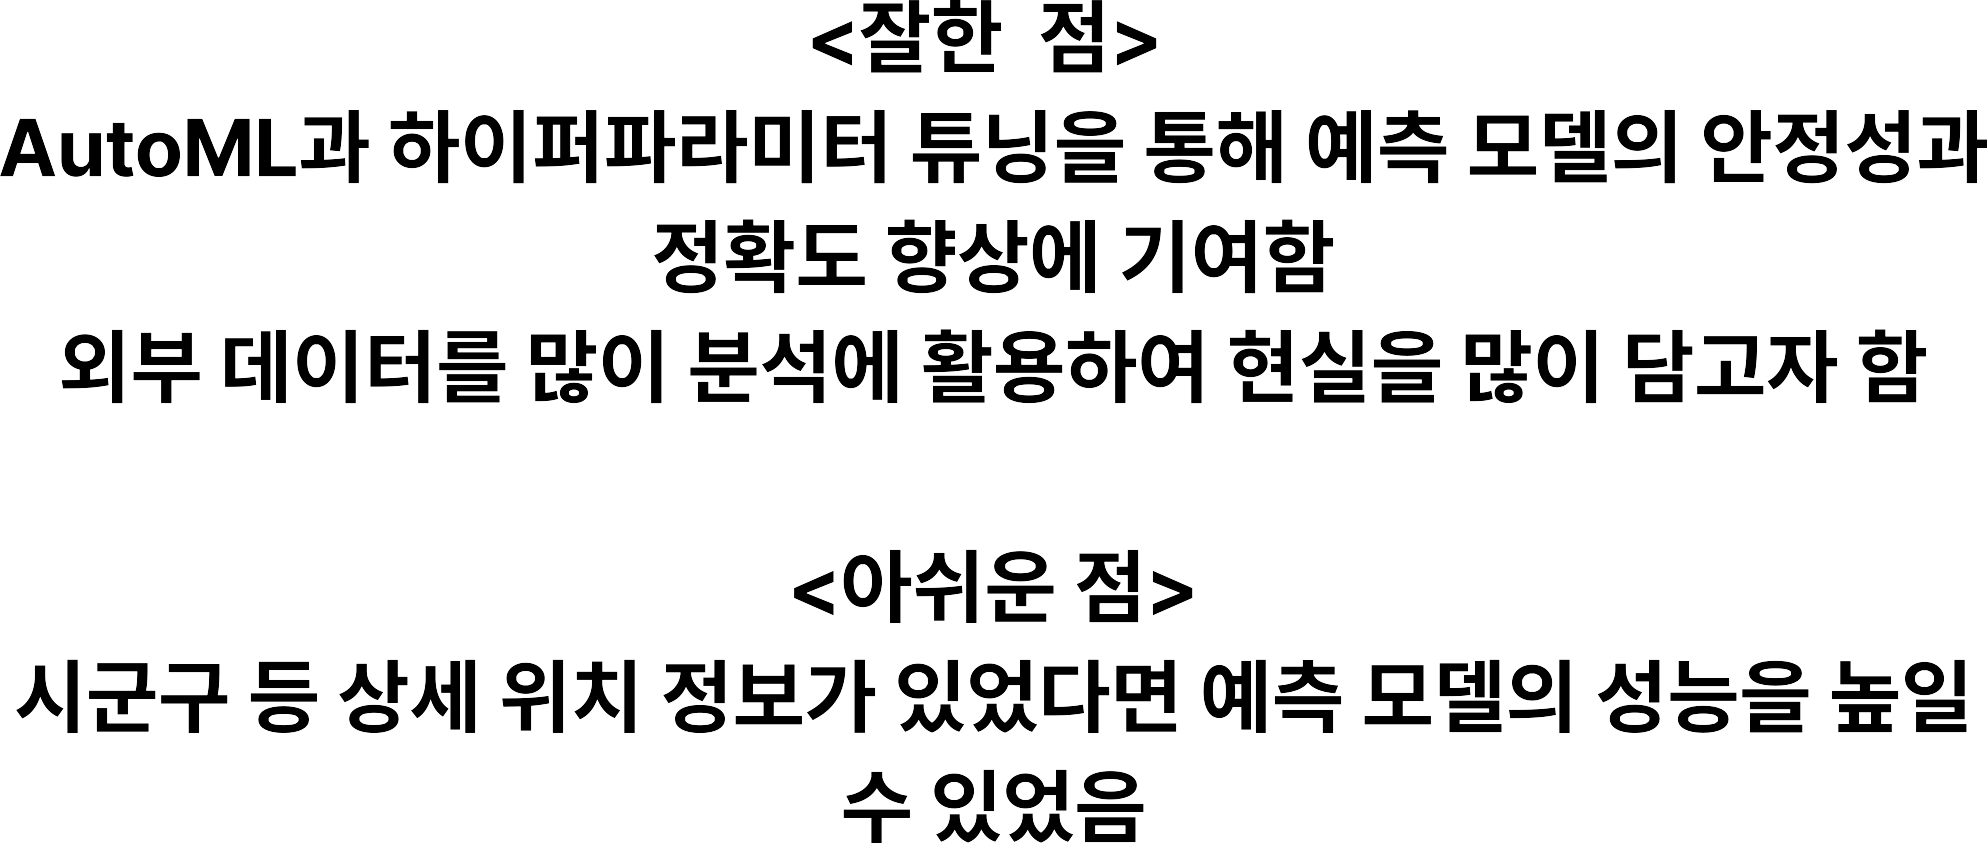 <잘한  점>
AutoML과 하이퍼파라미터 튜닝을 통해 예측 모델의 안정성과
정확도 향상에 기여함
외부 데이터를 많이 분석에 활용하여 현실을 많이 담고자 함
<아쉬운 점>
시군구 등 상세 위치 정보가 있었다면 예측 모델의 성능을 높일
수 있었음